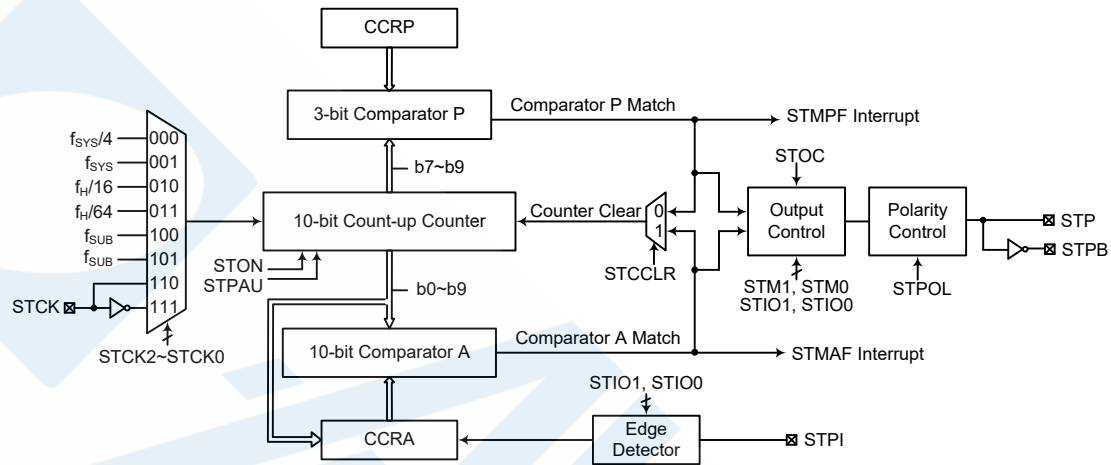 CCRP
3-bit Comparator P
Comparator P Match
STMPF Interrupt
b7~b9
fSYS/4
000
fSYS
001
fH/16
010
fH/64
011
fSUB
100
fSUB
101
110
111
STCK
STCK2~STCK0
10-bit Count-up Counter
STON
STPAU
Counter Clear
0
1
STCCLR
STOC
Output
Control
STM1, STM0
STIO1, STIO0
Polarity
Control
STPOL
STP
STPB
b0~b9
10-bit Comparator A
Comparator A Match
STMAF Interrupt
CCRA
STIO1, STIO0
Edge
Detector
STPI